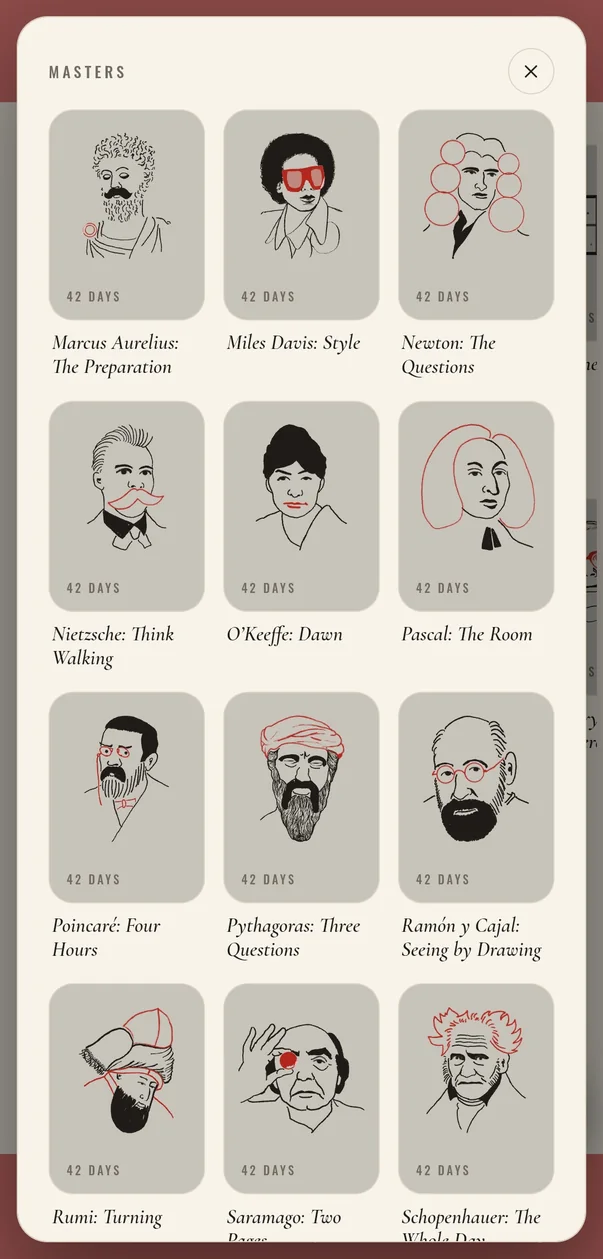 MASTERS
42 DAYS
42 DAYS
42 DAYS
Marcus Aurelius:
The Preparation
Miles Davis: Style
Newton: The
Questions
42 DAYS
42 DAYS
42 DAYS
Nietzsche: Think
Walking
O’Keeffe: Dawn
Pascal: The Room
42 DAYS
42 DAYS
42 DAYS
Poincaré: Four
Hours
Pythagoras: Three
Questions
Ramón y Cajal:
Seeing by Drawing
42 DAYS
42 DAYS
42 DAYS
Rumi: Turning
Saramago: Two
Pages
Schopenhauer: The
Whole Day